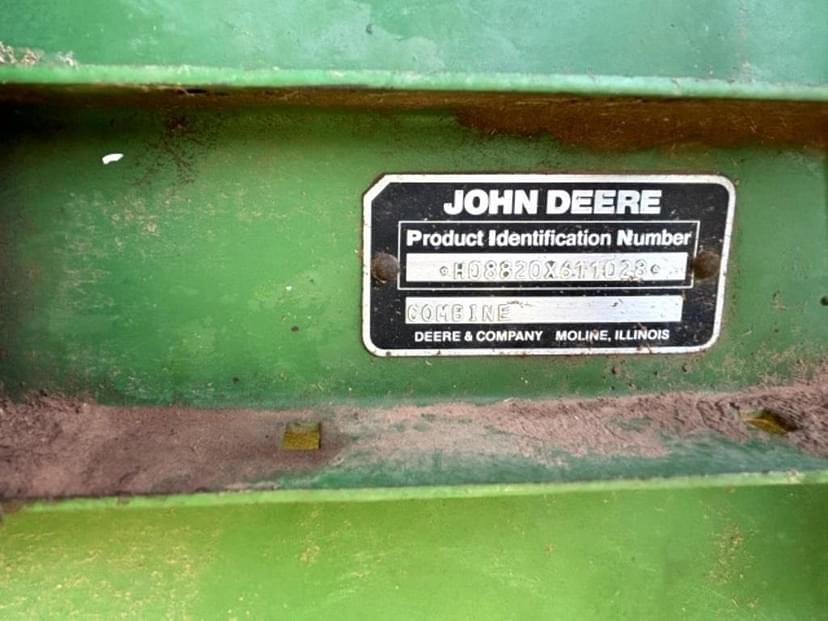 JOHN DEERE
Product Identification Number
*H08820X611028*
COMBINE
DEERE & COMPANY MOLINE, ILLINOIS